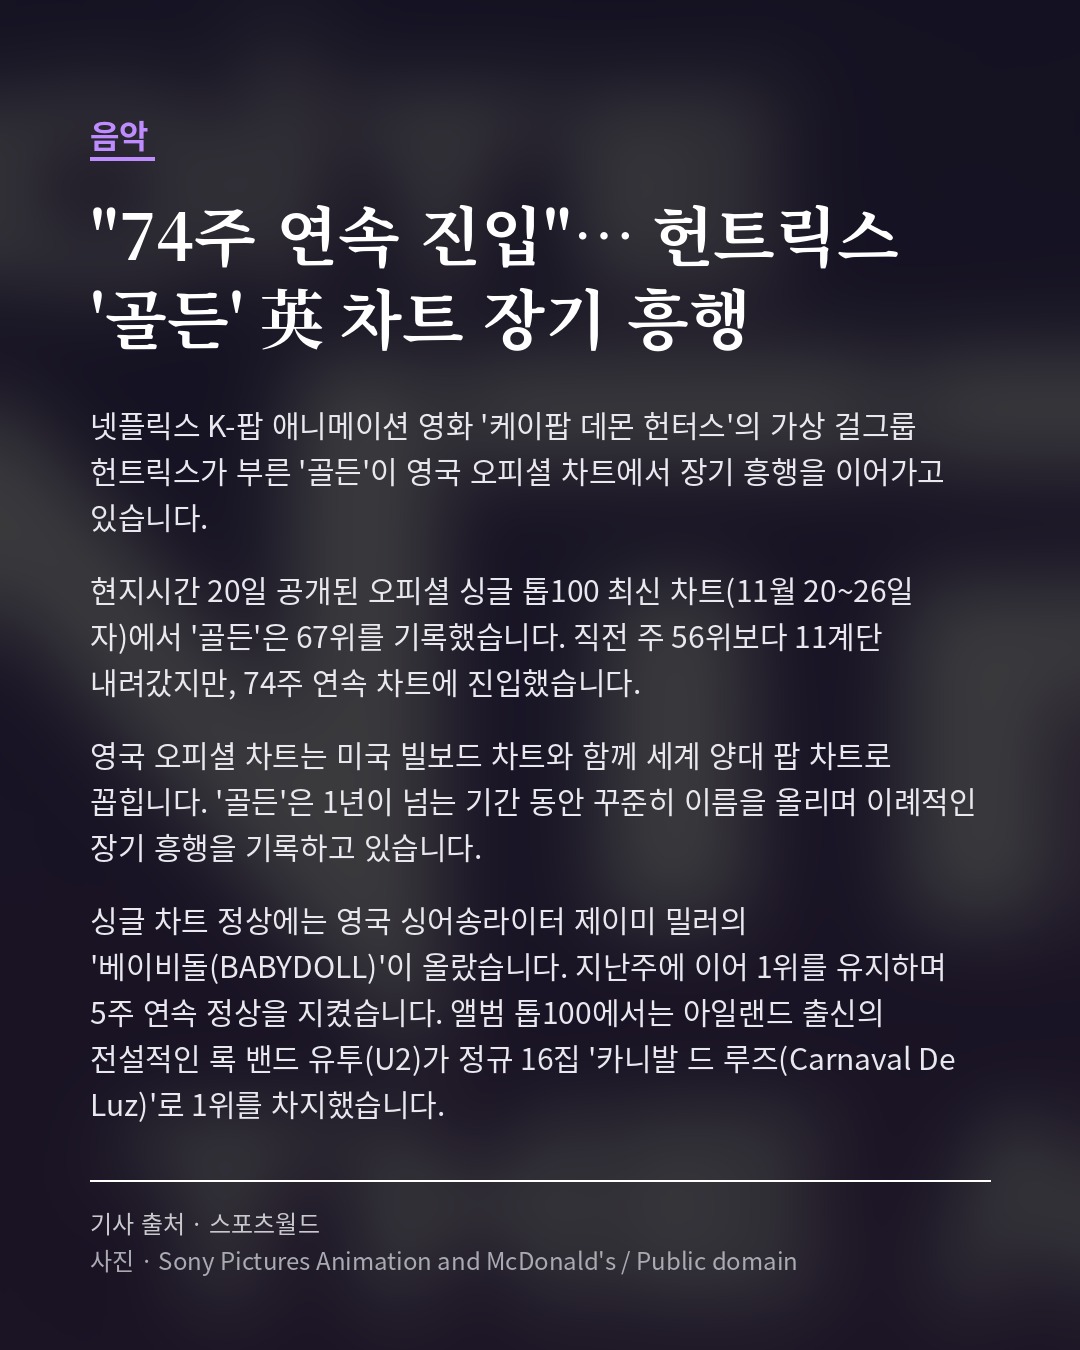 음악
"74주 연속 진입"… 헌트릭스
'골든' 英 차트 장기 흥행
넷플릭스 K-팝 애니메이션 영화 '케이팝 데몬 헌터스'의 가상 걸그룹
헌트릭스가 부른 '골든'이 영국 오피셜 차트에서 장기 흥행을 이어가고
있습니다.
현지시간 20일 공개된 오피셜 싱글 톱100 최신 차트(11월 20~26일
자)에서 '골든'은 67위를 기록했습니다. 직전 주 56위보다 11계단
내려갔지만, 74주 연속 차트에 진입했습니다.
영국 오피셜 차트는 미국 빌보드 차트와 함께 세계 양대 팝 차트로
꼽힙니다. '골든'은 1년이 넘는 기간 동안 꾸준히 이름을 올리며 이례적인
장기 흥행을 기록하고 있습니다.
싱글 차트 정상에는 영국 싱어송라이터 제이미 밀러의
'베이비돌(BABYDOLL)'이 올랐습니다. 지난주에 이어 1위를 유지하며
5주 연속 정상을 지켰습니다. 앨범 톱100에서는 아일랜드 출신의
전설적인 록 밴드 유투(U2)가 정규 16집 '카니발 드 루즈(Carnaval De
Luz)'로 1위를 차지했습니다.
기사 출처 · 스포츠월드
사진 · Sony Pictures Animation and McDonald's / Public domain